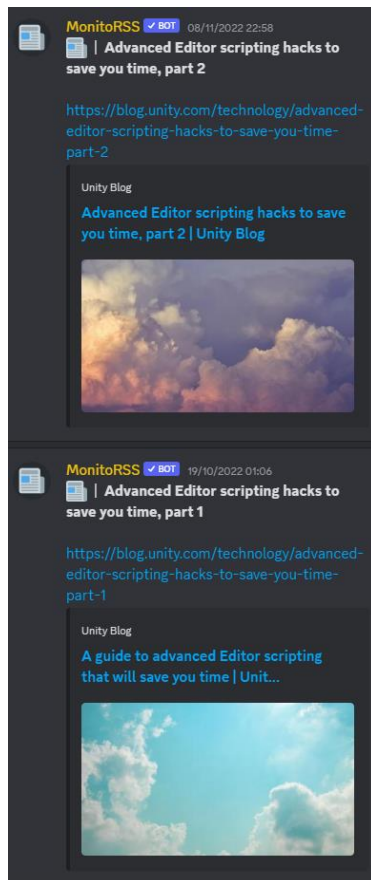 MonitoRSS ✓ BOT 08/11/2022 22:58
📰 | Advanced Editor scripting hacks to
save you time, part 2
https://blog.unity.com/technology/advanced-
editor-scripting-hacks-to-save-you-time-
part-2
Unity Blog
Advanced Editor scripting hacks to save
you time, part 2 | Unity Blog
MonitoRSS ✓ BOT 19/10/2022 01:06
📰 | Advanced Editor scripting hacks to
save you time, part 1
https://blog.unity.com/technology/advanced-
editor-scripting-hacks-to-save-you-time-
part-1
Unity Blog
A guide to advanced Editor scripting
that will save you time | Unit...